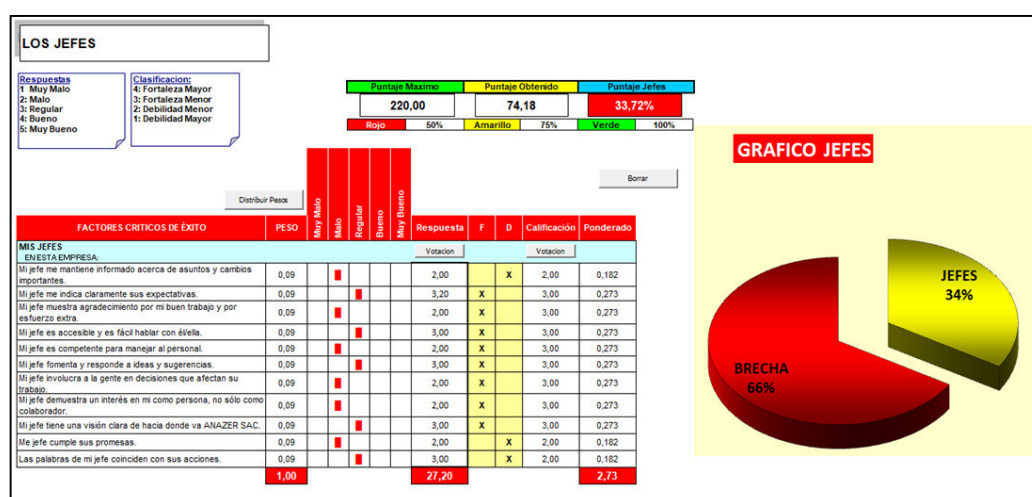 LOS JEFES
Respuestas
1 Muy Malo
2: Malo
3: Regular
4: Bueno
5: Muy Bueno
Clasificacion:
4: Fortaleza Mayor
3: Fortaleza Menor
2: Debilidad Menor
1: Debilidad Mayor
Puntaje Maximo Puntaje Obtenido Puntaje Jefes
220,00 74,18 33,72%
Rojo 50% Amarillo 75% Verde 100%
GRAFICO JEFES
Borrar
Distribuir Pesos
FACTORES CRITICOS DE ÉXITO PESO Muy Malo Malo Regular Bueno Muy Bueno Respuesta F D Calificación Ponderado
MIS JEFES
EN ESTA EMPRESA:
Votacion Votacion
Mi jefe me mantiene informado acerca de asuntos y cambios
importantes. 0,09 2,00 X 2,00 0,182
Mi jefe me indica claramente sus expectativas. 0,09 3,20 X 3,00 0,273
Mi jefe muestra agradecimiento por mi buen trabajo y por
esfuerzo extra. 0,09 2,00 X 3,00 0,273
Mi jefe es accesible y es fácil hablar con él/ella. 0,09 3,00 X 3,00 0,273
Mi jefe es competente para manejar al personal. 0,09 2,00 X 3,00 0,273
Mi jefe fomenta y responde a ideas y sugerencias. 0,09 3,00 X 3,00 0,273
Mi jefe involucra a la gente en decisiones que afectan su
trabajo. 0,09 2,00 X 3,00 0,273
Mi jefe demuestra un interés en mi como persona, no sólo como
colaborador. 0,09 2,00 X 3,00 0,273
Mi jefe tiene una visión clara de hacia donde va ANAZER SAC. 0,09 3,00 X 3,00 0,273
Me jefe cumple sus promesas. 0,09 2,00 X 2,00 0,182
Las palabras de mi jefe coinciden con sus acciones. 0,09 3,00 X 2,00 0,182
1,00 27,20 2,73
JEFES
34%
BRECHA
66%